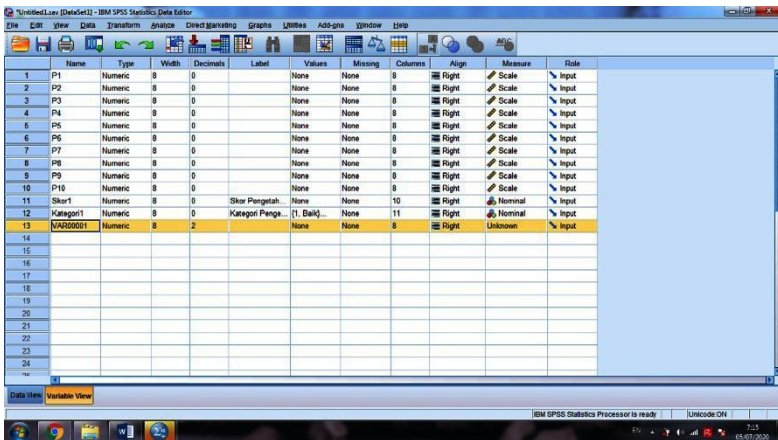 *Untitled1.sav [DataSet1] - IBM SPSS Statistics Data Editor
File Edit View Data Transform Analyze Direct Marketing Graphs Utilities Add-ons Window Help
Name Type Width Decimals Label Values Missing Columns Align Measure Role
1 P1 Numeric 8 0 None None 8 Right Scale Input
2 P2 Numeric 8 0 None None 8 Right Scale Input
3 P3 Numeric 8 0 None None 8 Right Scale Input
4 P4 Numeric 8 0 None None 8 Right Scale Input
5 P5 Numeric 8 0 None None 8 Right Scale Input
6 P6 Numeric 8 0 None None 8 Right Scale Input
7 P7 Numeric 8 0 None None 8 Right Scale Input
8 P8 Numeric 8 0 None None 8 Right Scale Input
9 P9 Numeric 8 0 None None 8 Right Scale Input
10 P10 Numeric 8 0 None None 8 Right Scale Input
11 Skor1 Numeric 8 0 Skor Pengetah... None None 10 Right Nominal Input
12 Kategori1 Numeric 8 0 Kategori Penge... {1, Baik}... None 11 Right Nominal Input
13 VAR00001 Numeric 8 2 None None 8 Right Unknown Input
14
15
16
17
18
19
20
21
22
23
24
Data View Variable View
IBM SPSS Statistics Processor is ready Unicode:ON
EN 7:15
05/07/2020